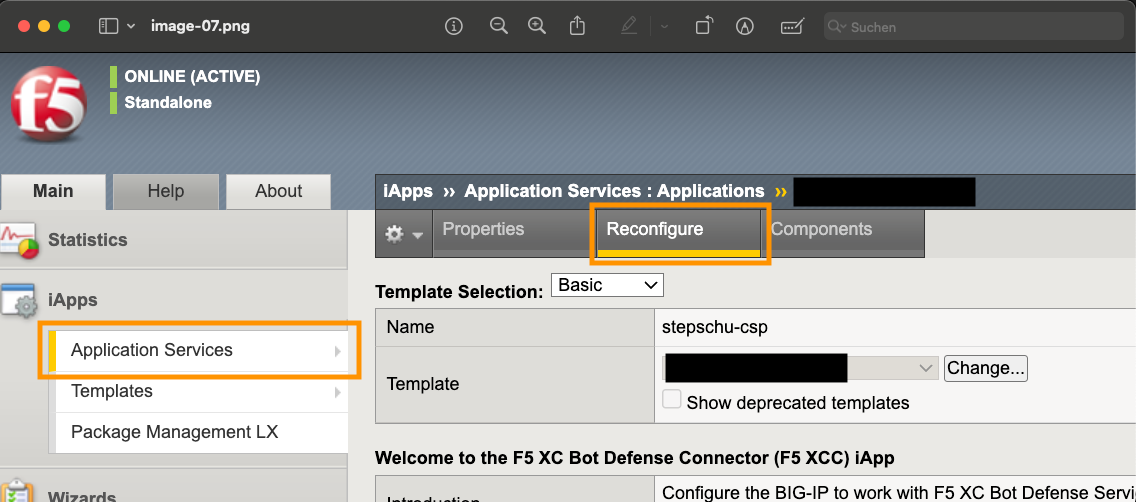 image-07.png
Suchen
f5
ONLINE (ACTIVE)
Standalone
Main Help About
iApps ›› Application Services : Applications ››
Statistics
Properties Reconfigure Components
iApps
Template Selection: Basic
Application Services
Name stepschu-csp
Templates
Template Change...
Show deprecated templates
Package Management LX
Welcome to the F5 XC Bot Defense Connector (F5 XCC) iApp
Wizards
Introduction Configure the BIG-IP to work with F5 XC Bot Defense Servi